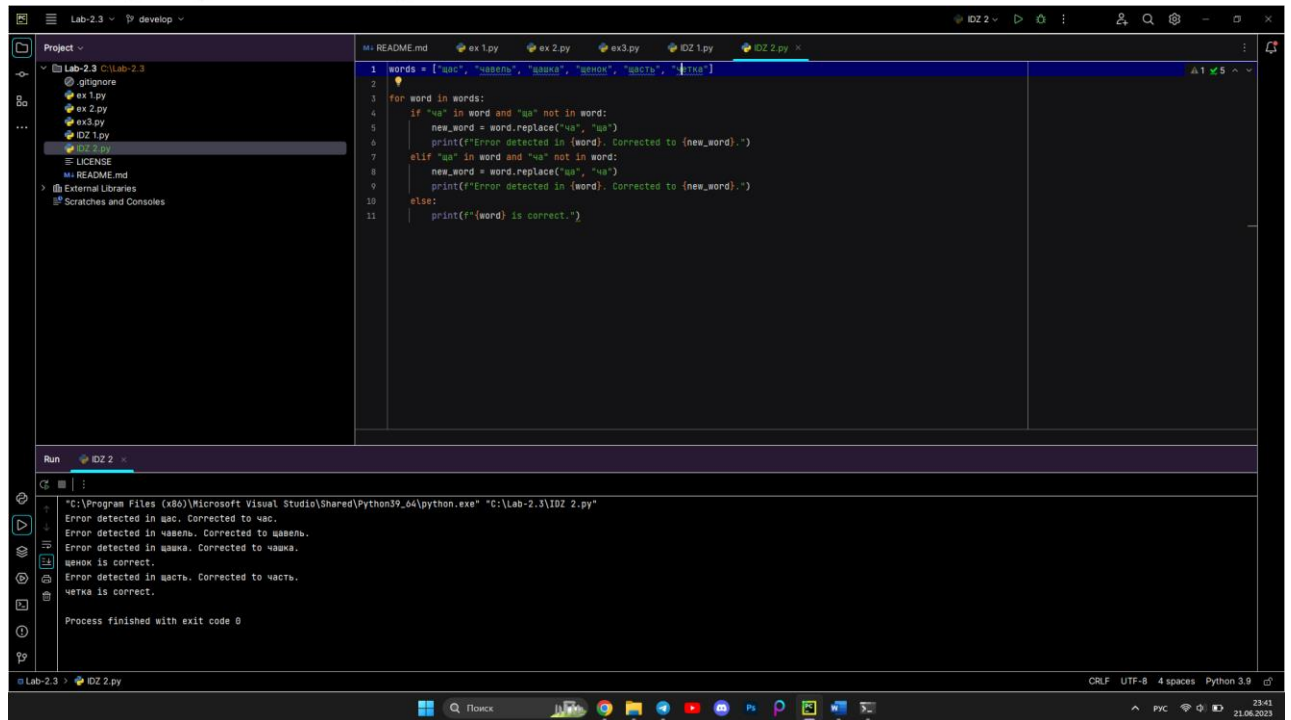 Lab-2.3 develop IDZ 2
Project
README.md ex 1.py ex 2.py ex3.py IDZ 1.py IDZ 2.py
Lab-2.3 C:\Lab-2.3
.gitignore
ex 1.py
ex 2.py
ex3.py
IDZ 1.py
IDZ 2.py
LICENSE
README.md
External Libraries
Scratches and Consoles
1 words = ["щас", "чавель", "щашка", "щенок", "щасть", "четка"] 1 5
2
3 for word in words:
4 if "ча" in word and "ща" not in word:
5 new_word = word.replace("ча", "ща")
6 print(f"Error detected in {word}. Corrected to {new_word}.")
7 elif "ща" in word and "ча" not in word:
8 new_word = word.replace("ща", "ча")
9 print(f"Error detected in {word}. Corrected to {new_word}.")
10 else:
11 print(f"{word} is correct.")
Run IDZ 2
"C:\Program Files (x86)\Microsoft Visual Studio\Shared\Python39_64\python.exe" "C:\Lab-2.3\IDZ 2.py"
Error detected in щас. Corrected to час.
Error detected in чавель. Corrected to щавель.
Error detected in щашка. Corrected to чашка.
щенок is correct.
Error detected in щасть. Corrected to часть.
четка is correct.
Process finished with exit code 0
Lab-2.3 > IDZ 2.py CRLF UTF-8 4 spaces Python 3.9
Поиск РУС 23:41
21.06.2023